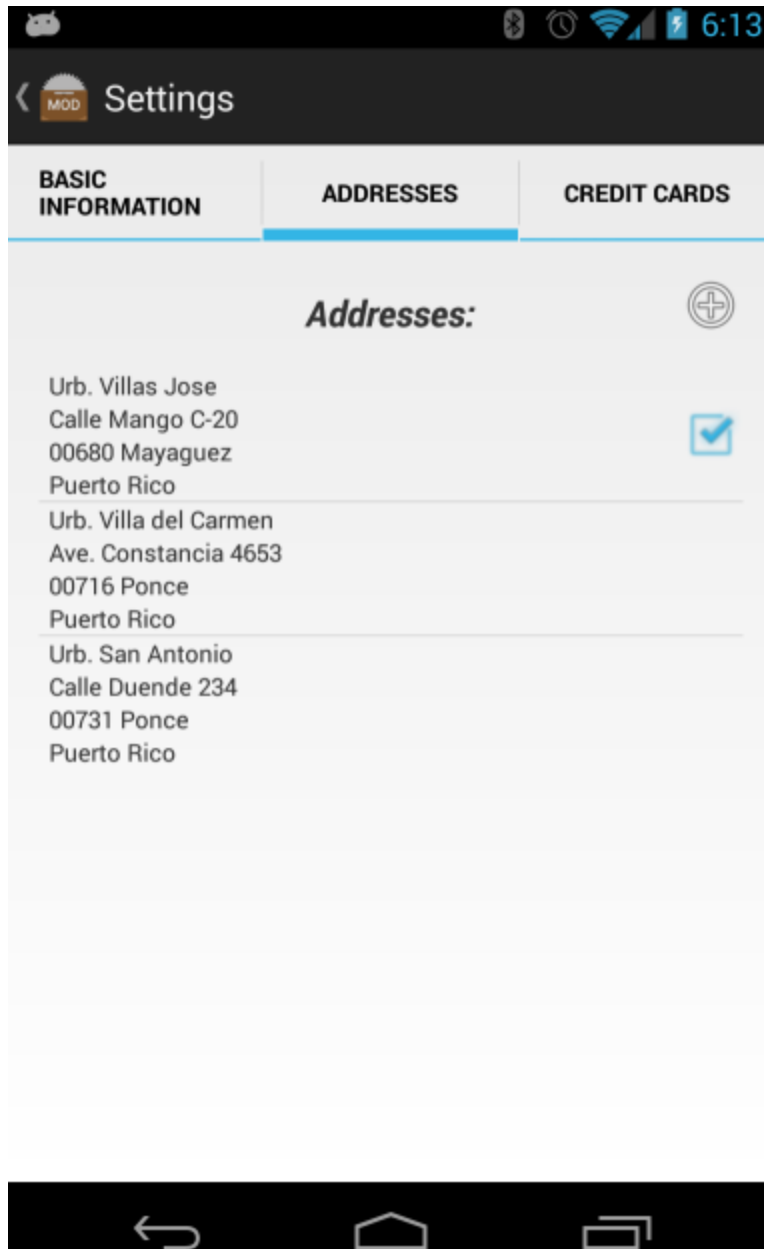 6:13
MOD
Settings
BASIC
INFORMATION
ADDRESSES
CREDIT CARDS
Addresses:
Urb. Villas Jose
Calle Mango C-20
00680 Mayaguez
Puerto Rico
Urb. Villa del Carmen
Ave. Constancia 4653
00716 Ponce
Puerto Rico
Urb. San Antonio
Calle Duende 234
00731 Ponce
Puerto Rico